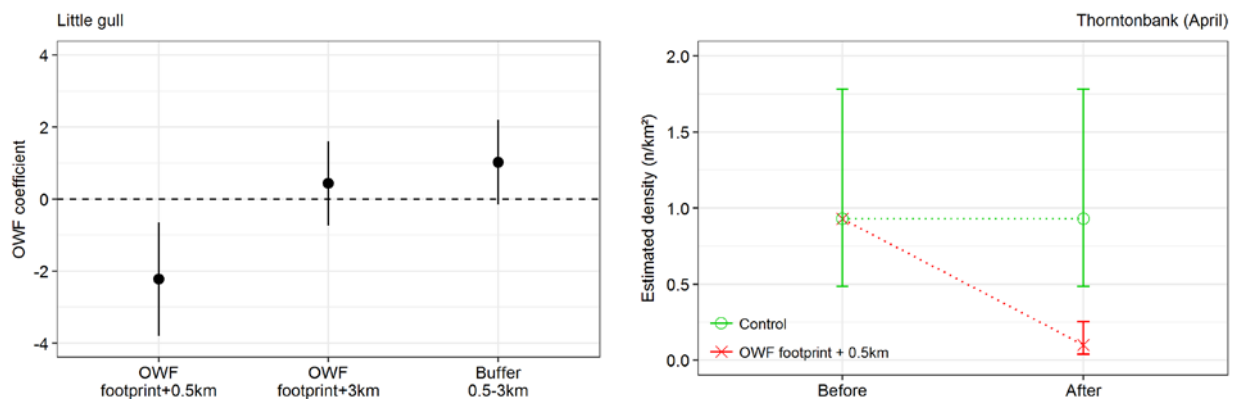 Little gull
OWF coefficient
4
2
0
-2
-4
OWF
footprint+0.5km
OWF
footprint+3km
Buffer
0.5-3km
Thorntonbank (April)
Estimated density (n/km²)
2.0
1.5
1.0
0.5
0.0
Control
OWF footprint + 0.5km
Before
After